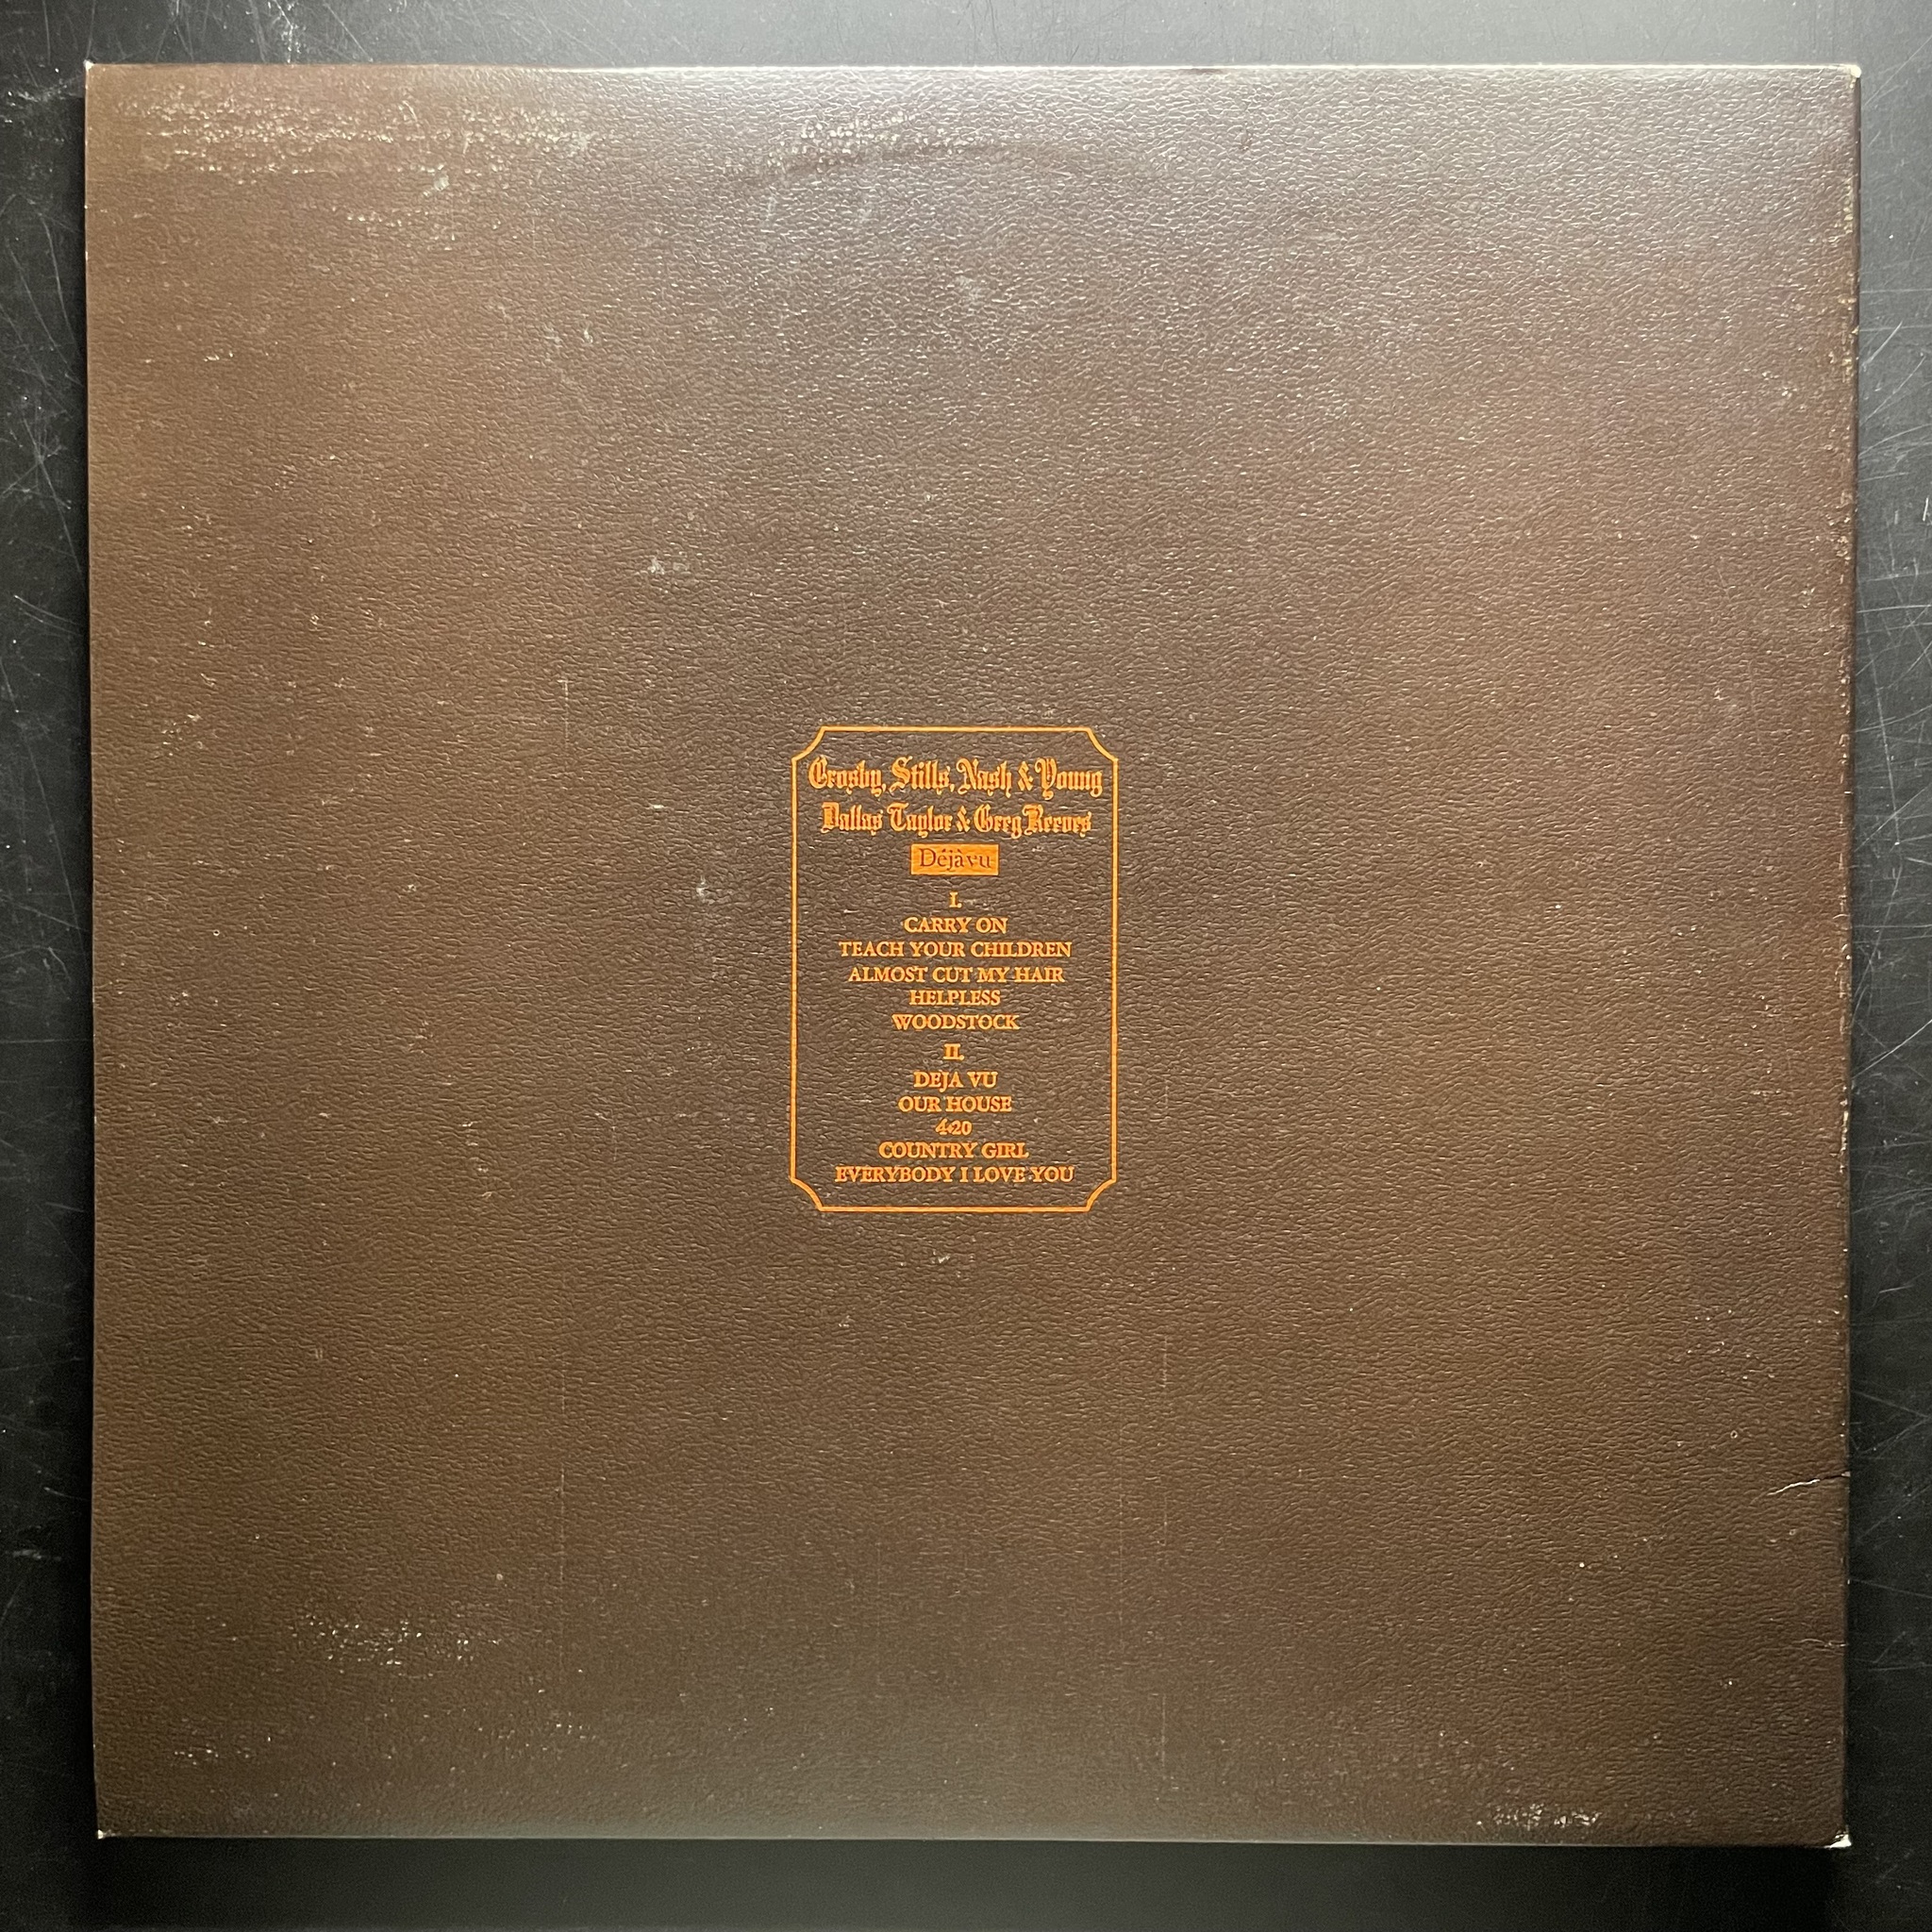 Crosby, Stills, Nash & Young
Dallas Taylor & Greg Reeves
Déjà vu
I.
CARRY ON
TEACH YOUR CHILDREN
ALMOST CUT MY HAIR
HELPLESS
WOODSTOCK
II.
DEJA VU
OUR HOUSE
4+20
COUNTRY GIRL
EVERYBODY I LOVE YOU